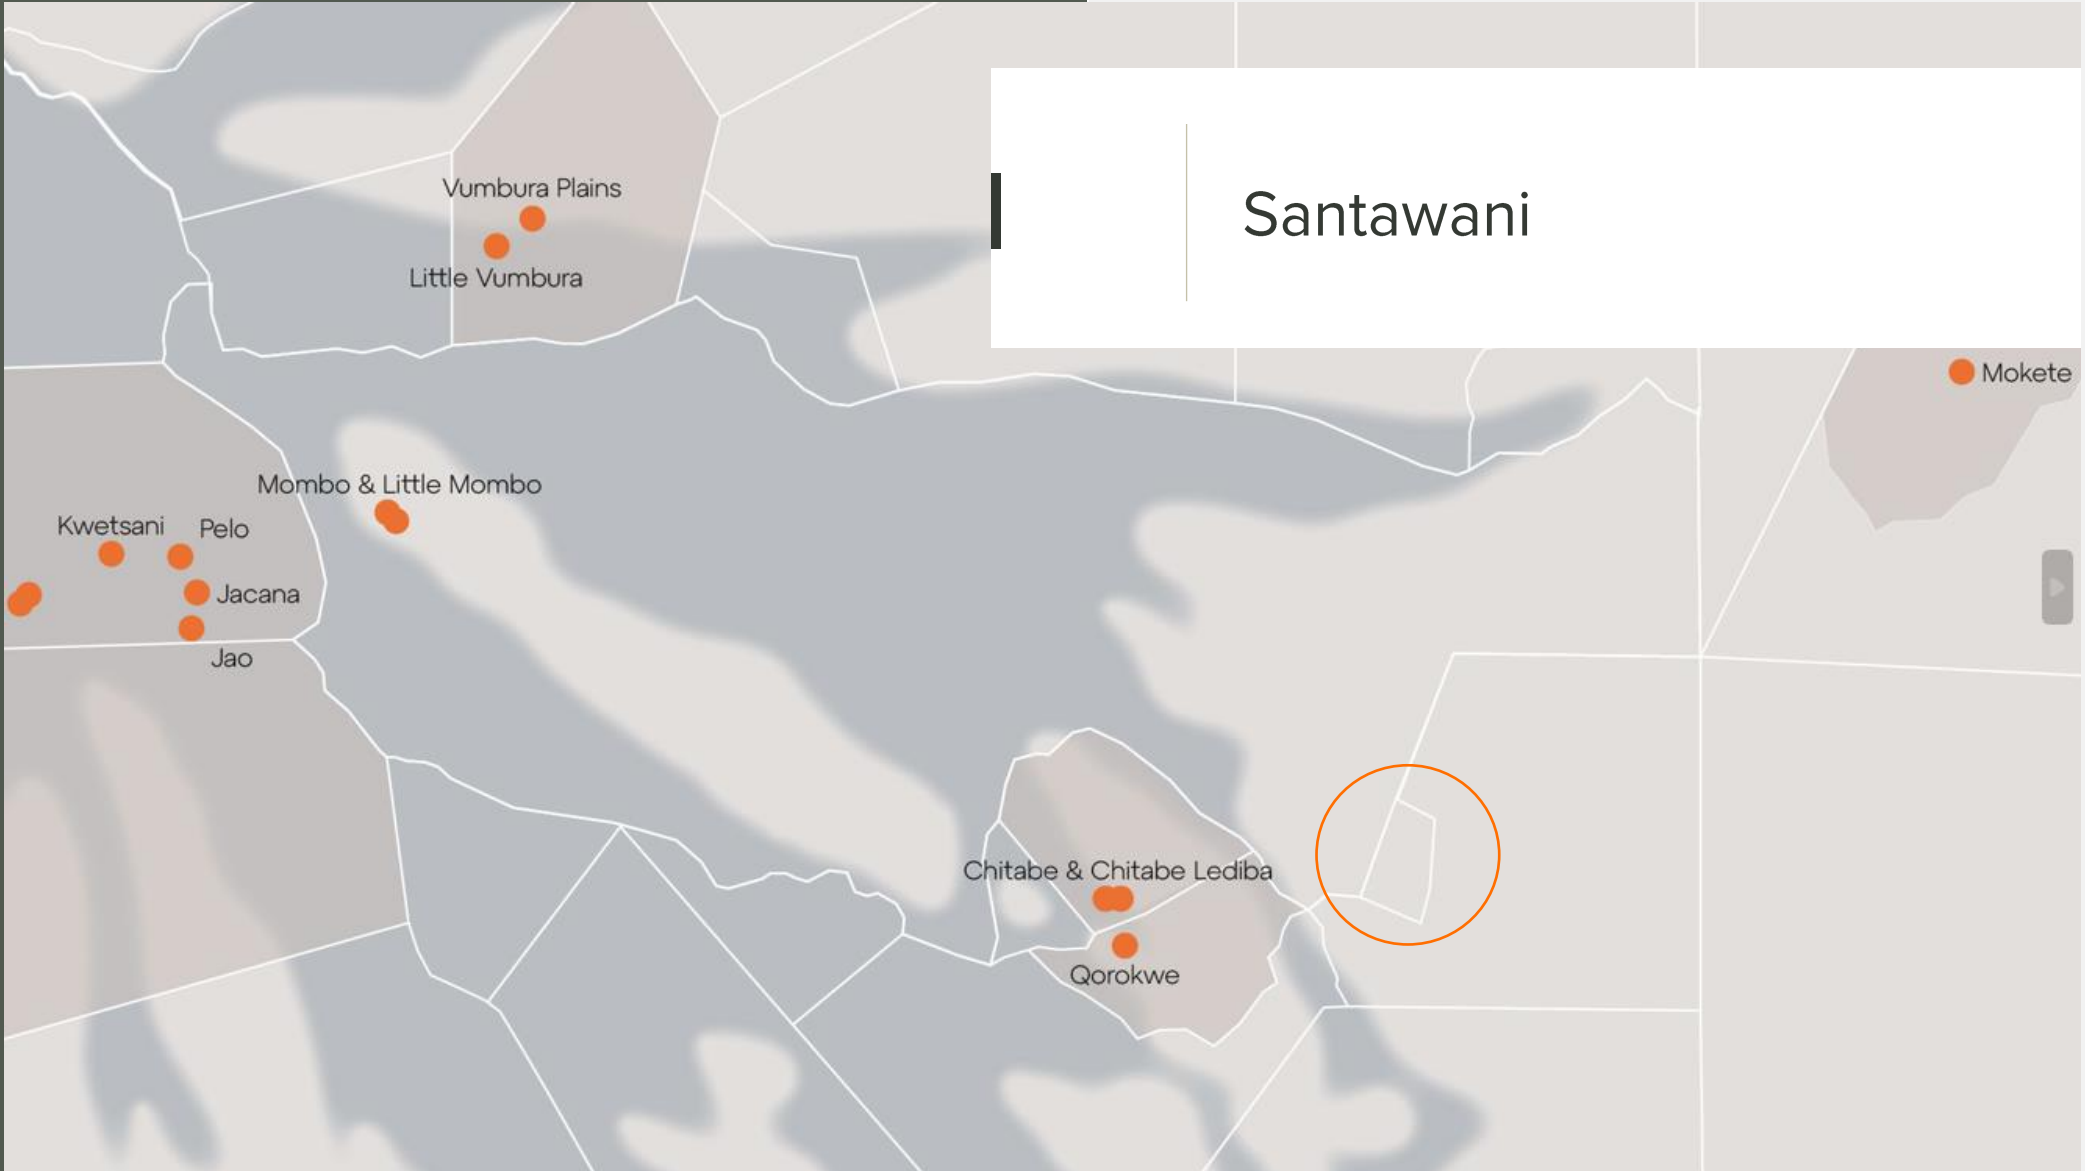 Santawani
Vumbura Plains
Little Vumbura
Mokete
Mombo & Little Mombo
Kwetsani
Pelo
Jacana
Jao
Chitabe & Chitabe Lediba
Qorokwe